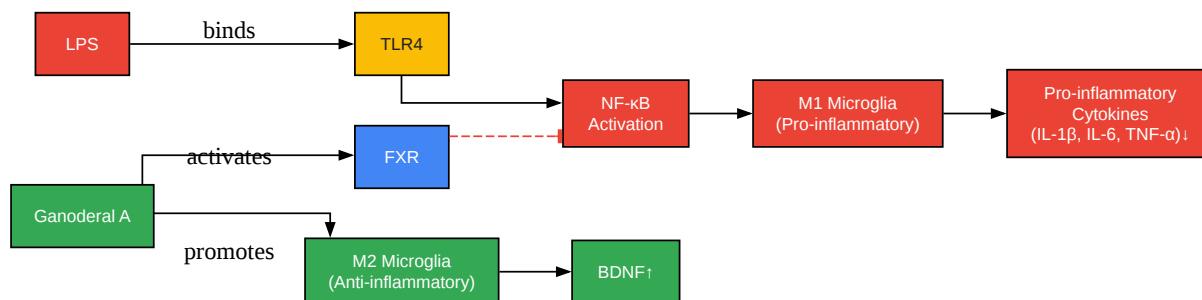 LPS
binds
TLR4
NF-κB
Activation
M1 Microglia
(Pro-inflammatory)
Pro-inflammatory
Cytokines
(IL-1β, IL-6, TNF-α)↓
activates
FXR
Ganoderal A
promotes
M2 Microglia
(Anti-inflammatory)
BDNF↑